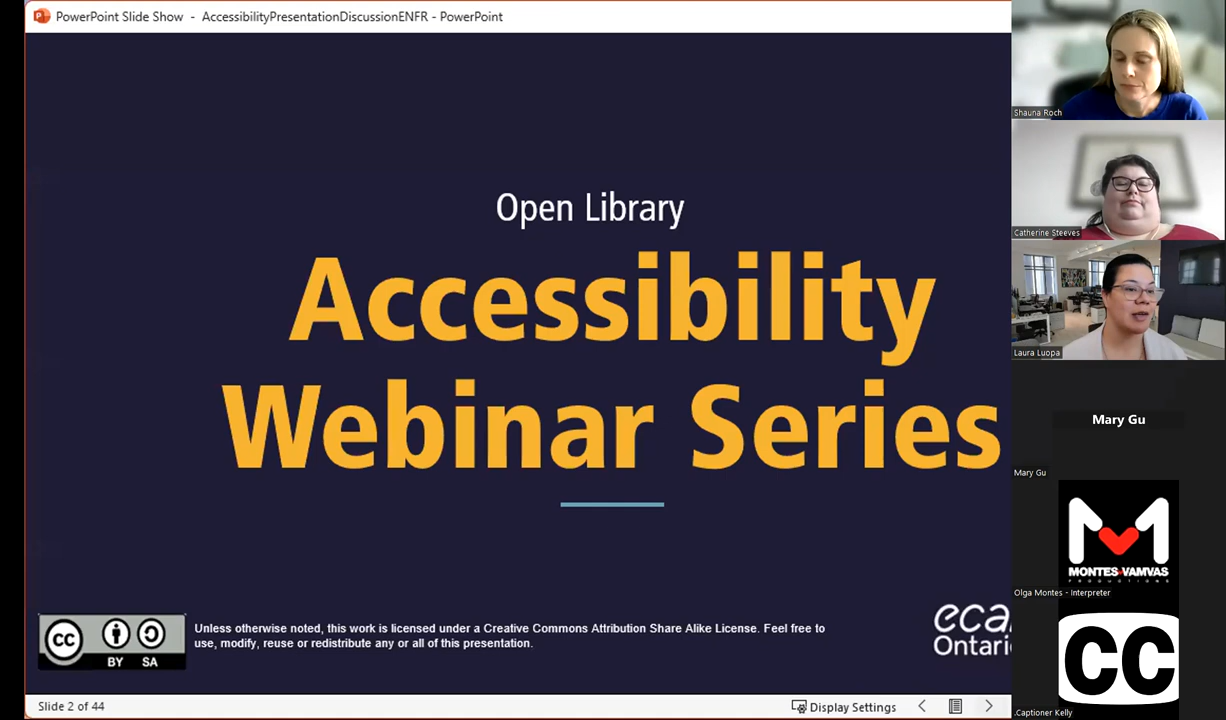 PowerPoint Slide Show - AccessibilityPresentationDiscussionENFR - PowerPoint
Open Library
Accessibility
Webinar Series
CC BY SA
Unless otherwise noted, this work is licensed under a Creative Commons Attribution Share Alike License. Feel free to
use, modify, reuse or redistribute any or all of this presentation.
eca
Ontari
Slide 2 of 44
Display Settings
Shauna Roch
Catherine Steeves
Laura Luopa
Mary Gu
Mary Gu
MONTES VAMVAS
PRODUCTIONS
Olga Montes - Interpreter
CC
.Captioner Kelly